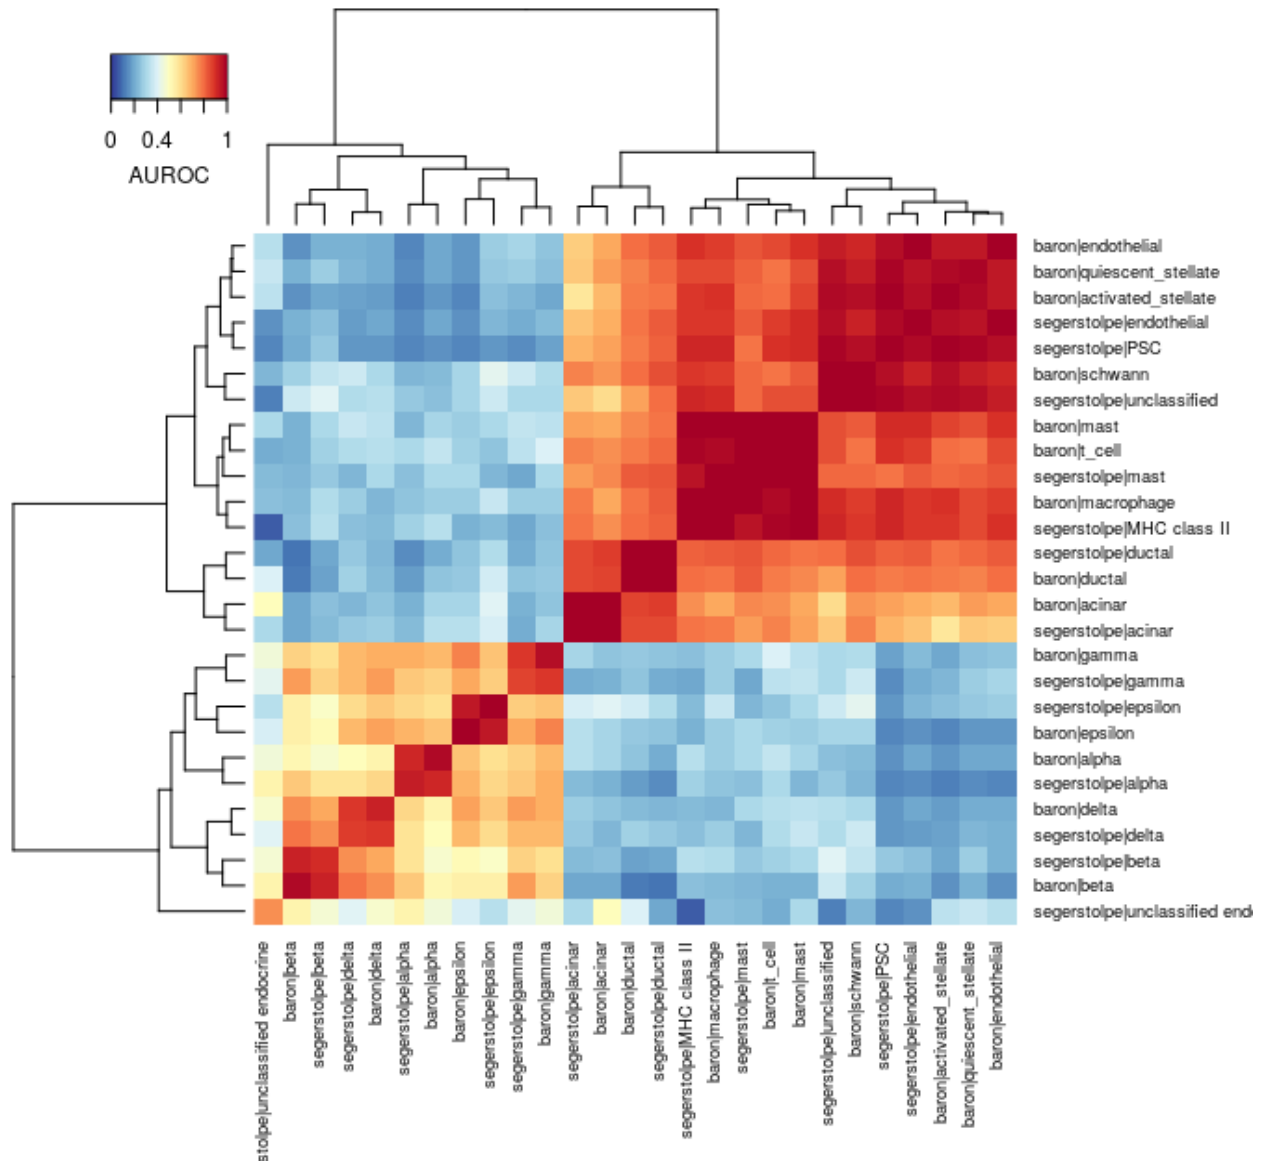 0 0.4 1
AUROC
baron|endothelial
baron|quiescent_stellate
baron|activated_stellate
segerstolpe|endothelial
segerstolpe|PSC
baron|schwann
segerstolpe|unclassified
baron|mast
baron|t_cell
segerstolpe|mast
baron|macrophage
segerstolpe|MHC class II
segerstolpe|ductal
baron|ductal
baron|acinar
segerstolpe|acinar
baron|gamma
segerstolpe|gamma
segerstolpe|epsilon
baron|epsilon
baron|alpha
segerstolpe|alpha
baron|delta
segerstolpe|delta
segerstolpe|beta
baron|beta
segerstolpe|unclassified end
stolpe|unclassified endocrine
baron|beta
segerstolpe|beta
segerstolpe|delta
baron|delta
segerstolpe|alpha
baron|alpha
baron|epsilon
segerstolpe|epsilon
segerstolpe|gamma
baron|gamma
segerstolpe|acinar
baron|acinar
baron|ductal
segerstolpe|ductal
segerstolpe|MHC class II
baron|macrophage
segerstolpe|mast
baron|t_cell
baron|mast
segerstolpe|unclassified
baron|schwann
segerstolpe|PSC
segerstolpe|endothelial
baron|activated_stellate
baron|quiescent_stellate
baron|endothelial